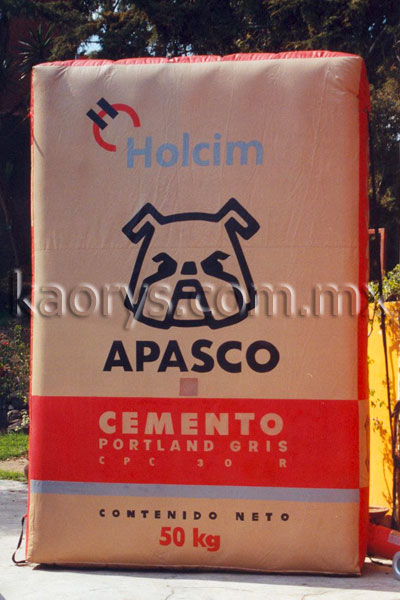 Holcim
kaorys.com.mx
APASCO
CEMENTO
PORTLAND GRIS
CPC 30 R
CONTENIDO NETO
50 kg